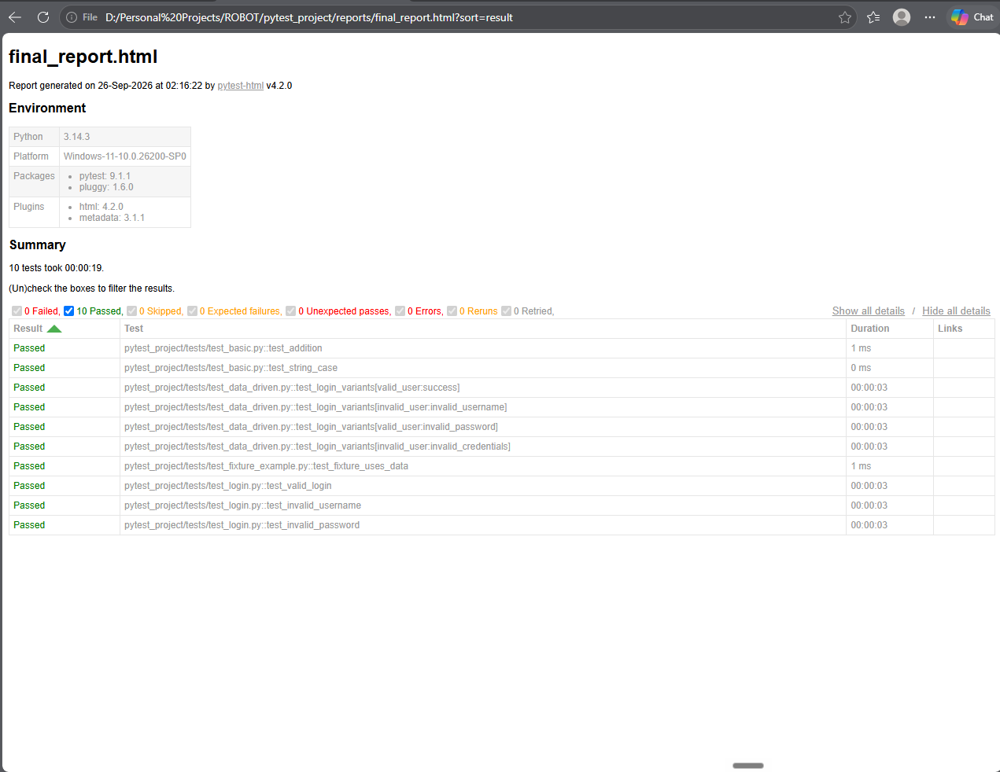 File D:/Personal%20Projects/ROBOT/pytest_project/reports/final_report.html?sort=result Chat
final_report.html
Report generated on 26-Sep-2026 at 02:16:22 by pytest-html v4.2.0
Environment
Python 3.14.3
Platform Windows-11-10.0.26200-SP0
Packages pytest: 9.1.1
pluggy: 1.6.0
Plugins html: 4.2.0
metadata: 3.1.1
Summary
10 tests took 00:00:19.
(Un)check the boxes to filter the results.
0 Failed, 10 Passed, 0 Skipped, 0 Expected failures, 0 Unexpected passes, 0 Errors, 0 Reruns 0 Retried, Show all details / Hide all details
Result Test Duration Links
Passed pytest_project/tests/test_basic.py::test_addition 1 ms
Passed pytest_project/tests/test_basic.py::test_string_case 0 ms
Passed pytest_project/tests/test_data_driven.py::test_login_variants[valid_user:success] 00:00:03
Passed pytest_project/tests/test_data_driven.py::test_login_variants[invalid_user:invalid_username] 00:00:03
Passed pytest_project/tests/test_data_driven.py::test_login_variants[valid_user:invalid_password] 00:00:03
Passed pytest_project/tests/test_data_driven.py::test_login_variants[invalid_user:invalid_credentials] 00:00:03
Passed pytest_project/tests/test_fixture_example.py::test_fixture_uses_data 1 ms
Passed pytest_project/tests/test_login.py::test_valid_login 00:00:03
Passed pytest_project/tests/test_login.py::test_invalid_username 00:00:03
Passed pytest_project/tests/test_login.py::test_invalid_password 00:00:03